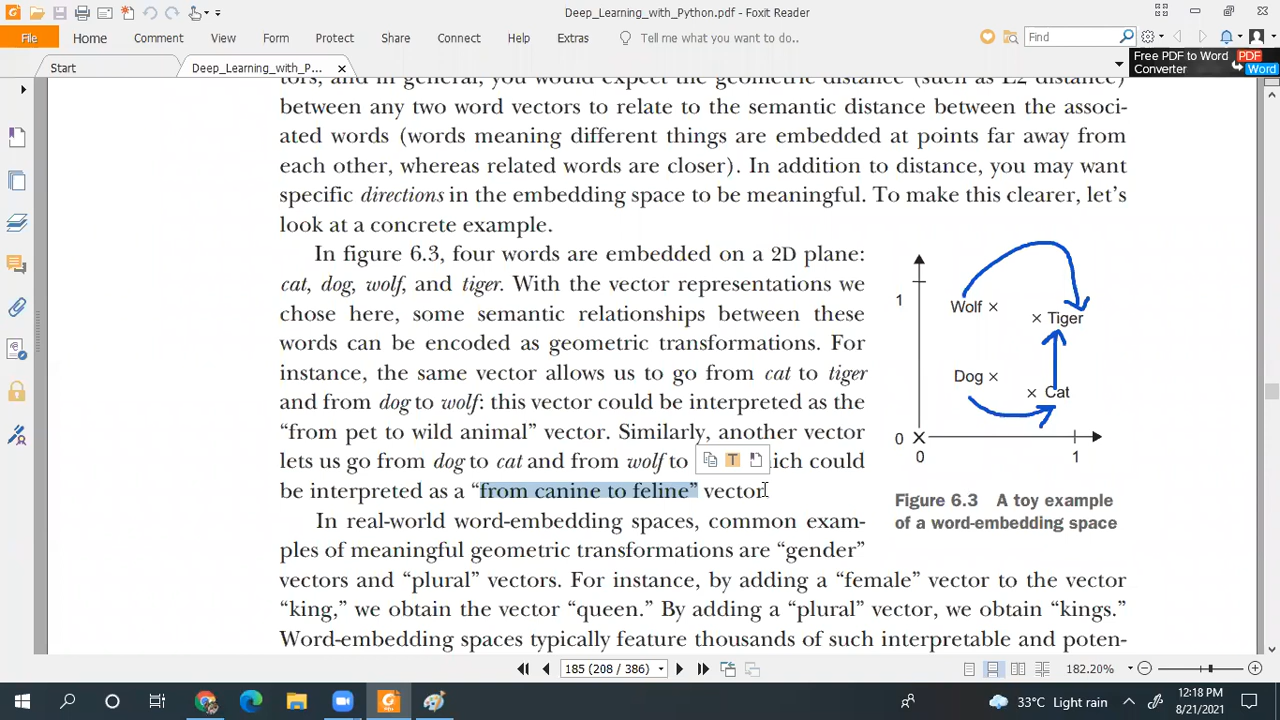 Deep_Learning_with_Python.pdf - Foxit Reader
File Home Comment View Form Protect Share Connect Help Extras Tell me what you want to do.. Find
Start Deep_Learning_with_P...
Free PDF to Word
Converter
PDF
Word
between any two word vectors to relate to the semantic distance between the associ-
ated words (words meaning different things are embedded at points far away from
each other, whereas related words are closer). In addition to distance, you may want
specific directions in the embedding space to be meaningful. To make this clearer, let's
look at a concrete example.
In figure 6.3, four words are embedded on a 2D plane:
cat, dog, wolf, and tiger. With the vector representations we
chose here, some semantic relationships between these
words can be encoded as geometric transformations. For
instance, the same vector allows us to go from cat to tiger
and from dog to wolf: this vector could be interpreted as the
“from pet to wild animal” vector. Similarly, another vector
lets us go from dog to cat and from wolf to could
be interpreted as a “from canine to feline” vector
1
Wolf ×
× Tiger
Dog ×
× Cat
0
0 1
Figure 6.3 A toy example
of a word-embedding space
In real-world word-embedding spaces, common exam-
ples of meaningful geometric transformations are “gender”
vectors and “plural” vectors. For instance, by adding a “female” vector to the vector
“king,” we obtain the vector “queen.” By adding a “plural” vector, we obtain “kings.”
Word-embedding spaces typically feature thousands of such interpretable and poten-
185 (208 / 386) 182.20%
33°C Light rain
12:18 PM
8/21/2021